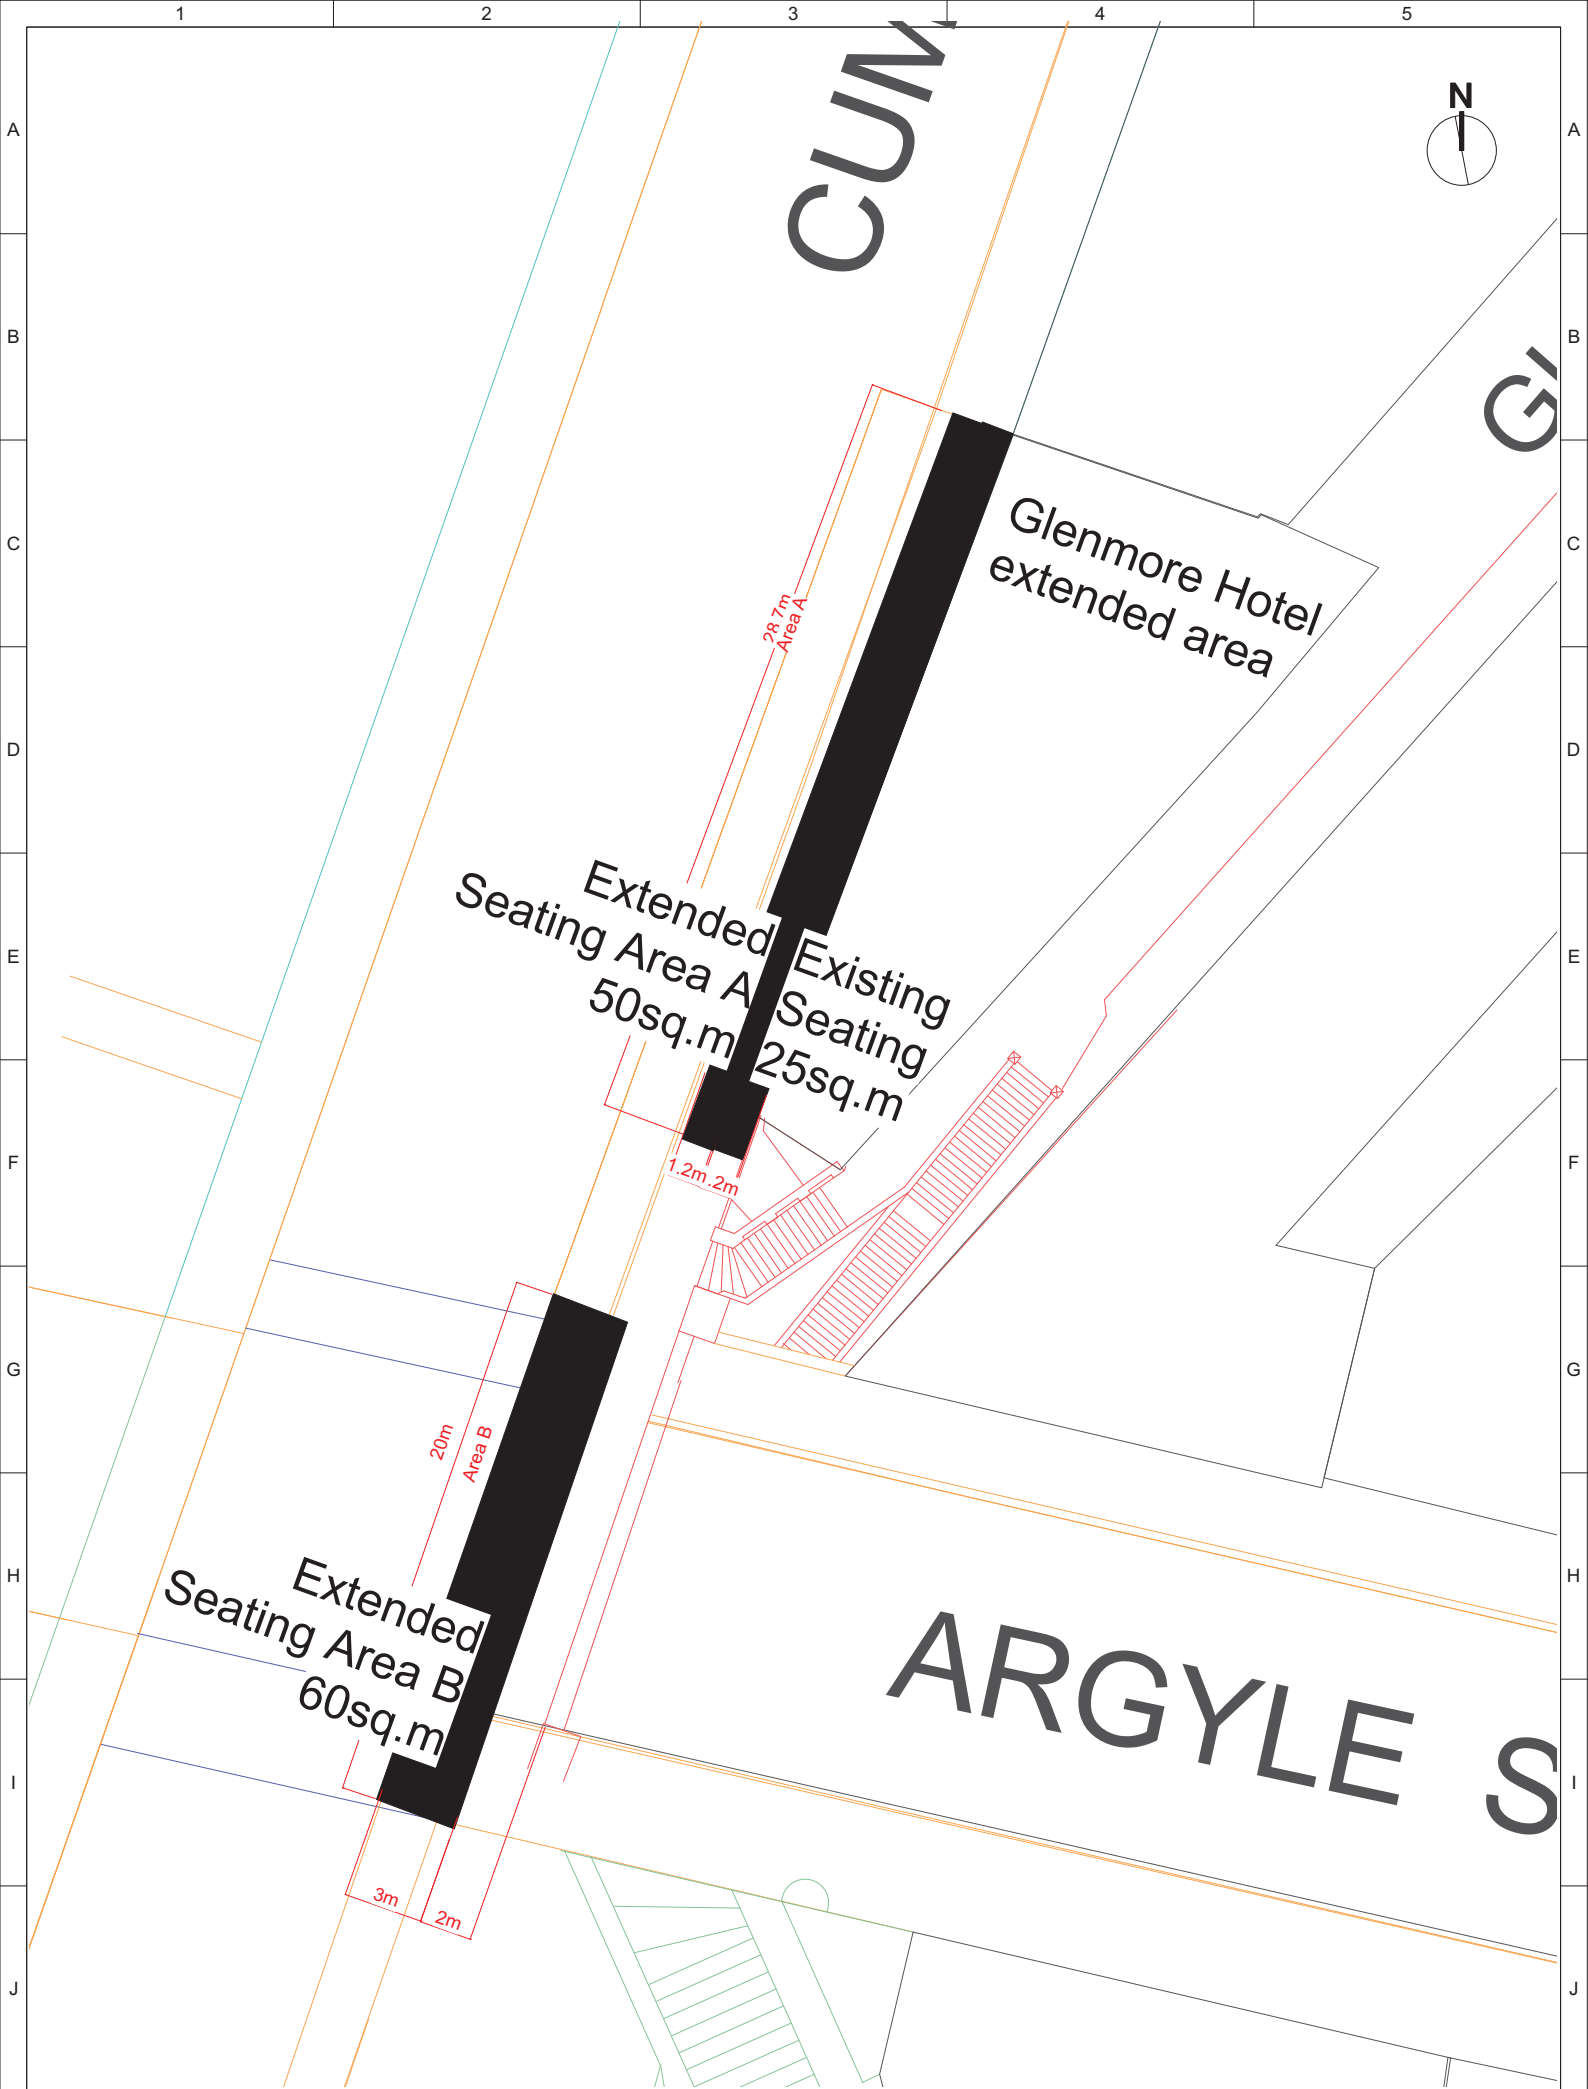 1 2 3 4 5
A
B
C
D
E
F
G
H
I
J
A
B
C
D
E
F
G
H
I
J
N
CUM
G
Glenmore Hotel
extended area
28.7m
Area A
Extended
Seating Area A
50sq.m
Existing
Seating
25sq.m
1.2m
.2m
20m
Area B
Extended
Seating Area B
60sq.m
ARGYLE S
3m
2m